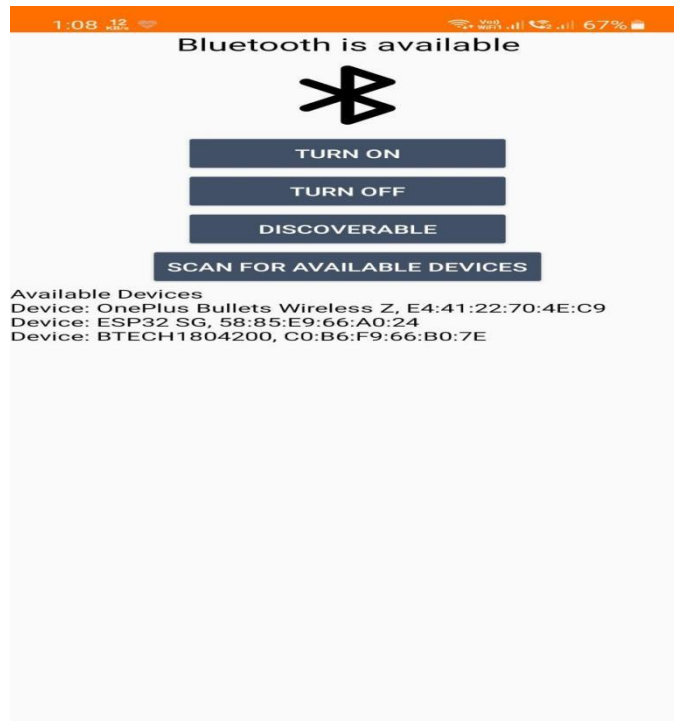 1:08 12 KB/s 67%
Bluetooth is available
TURN ON
TURN OFF
DISCOVERABLE
SCAN FOR AVAILABLE DEVICES
Available Devices
Device: OnePlus Bullets Wireless Z, E4:41:22:70:4E:C9
Device: ESP32 SG, 58:85:E9:66:A0:24
Device: BTECH1804200, C0:B6:F9:66:B0:7E